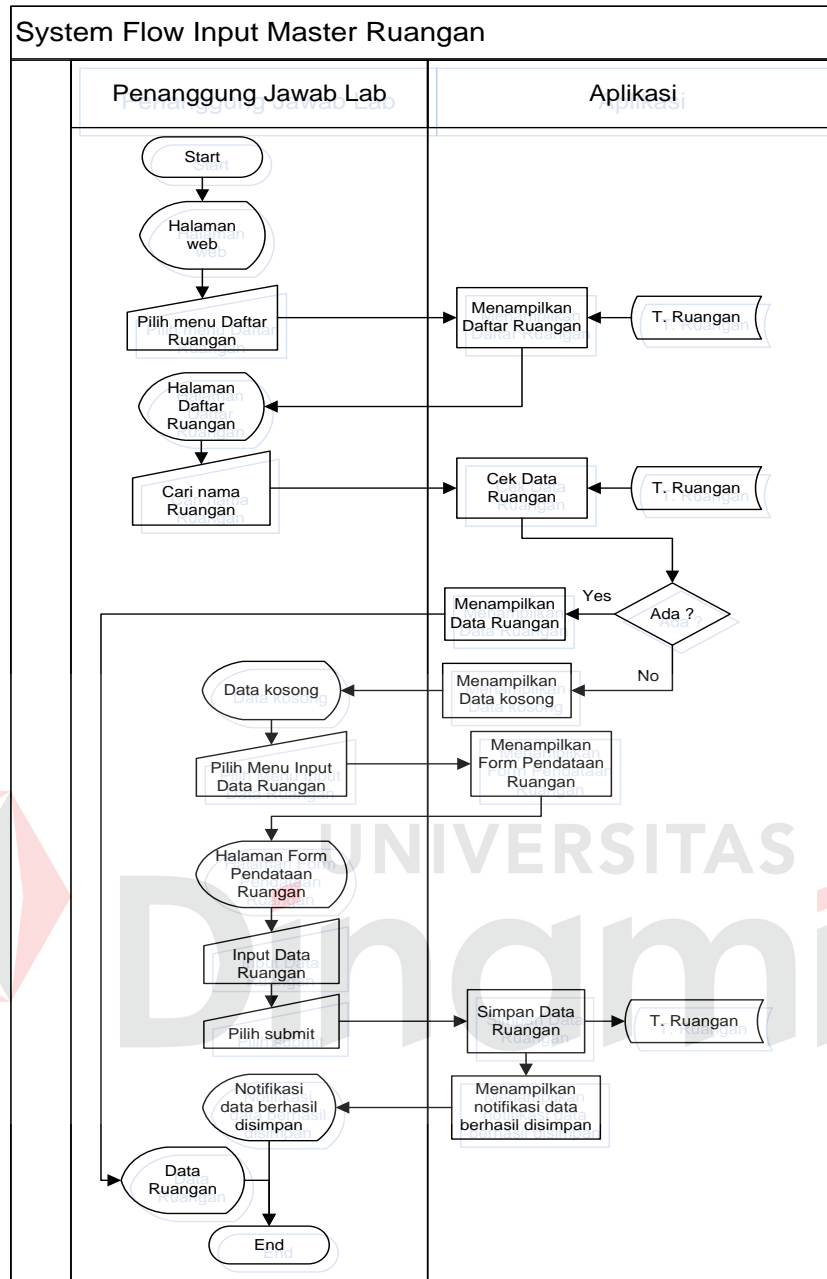 System Flow Input Master Ruangan
Penanggung Jawab Lab
Aplikasi
Start
Halaman
web
Pilih menu Daftar
Ruangan
Menampilkan
Daftar Ruangan
T. Ruangan
Halaman
Daftar
Ruangan
Cari nama
Ruangan
Cek Data
Ruangan
T. Ruangan
Ada ?
Yes
Menampilkan
Data Ruangan
No
Menampilkan
Data kosong
Data kosong
Pilih Menu Input
Data Ruangan
Menampilkan
Form Pendataan
Ruangan
Halaman Form
Pendataan
Ruangan
Input Data
Ruangan
Pilih submit
Simpan Data
Ruangan
T. Ruangan
Menampilkan
notifikasi data
berhasil disimpan
Notifikasi
data berhasil
disimpan
Data
Ruangan
End
UNIVERSITAS
Dinami